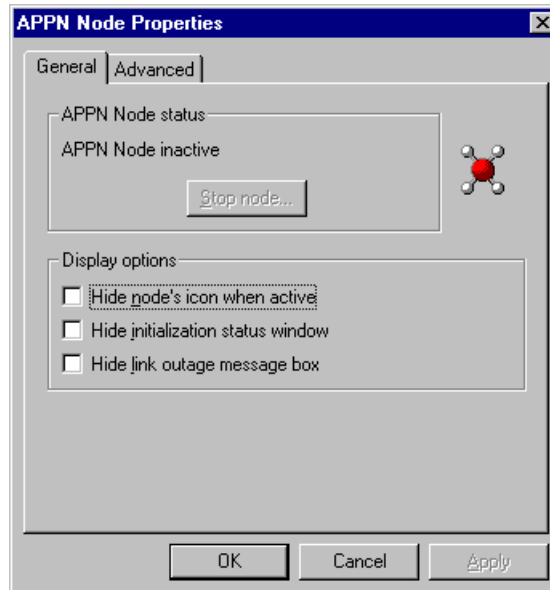 APPN Node Properties
General Advanced
APPN Node status
APPN Node inactive
Stop node...
Display options
Hide node's icon when active
Hide initialization status window
Hide link outage message box
OK Cancel Apply